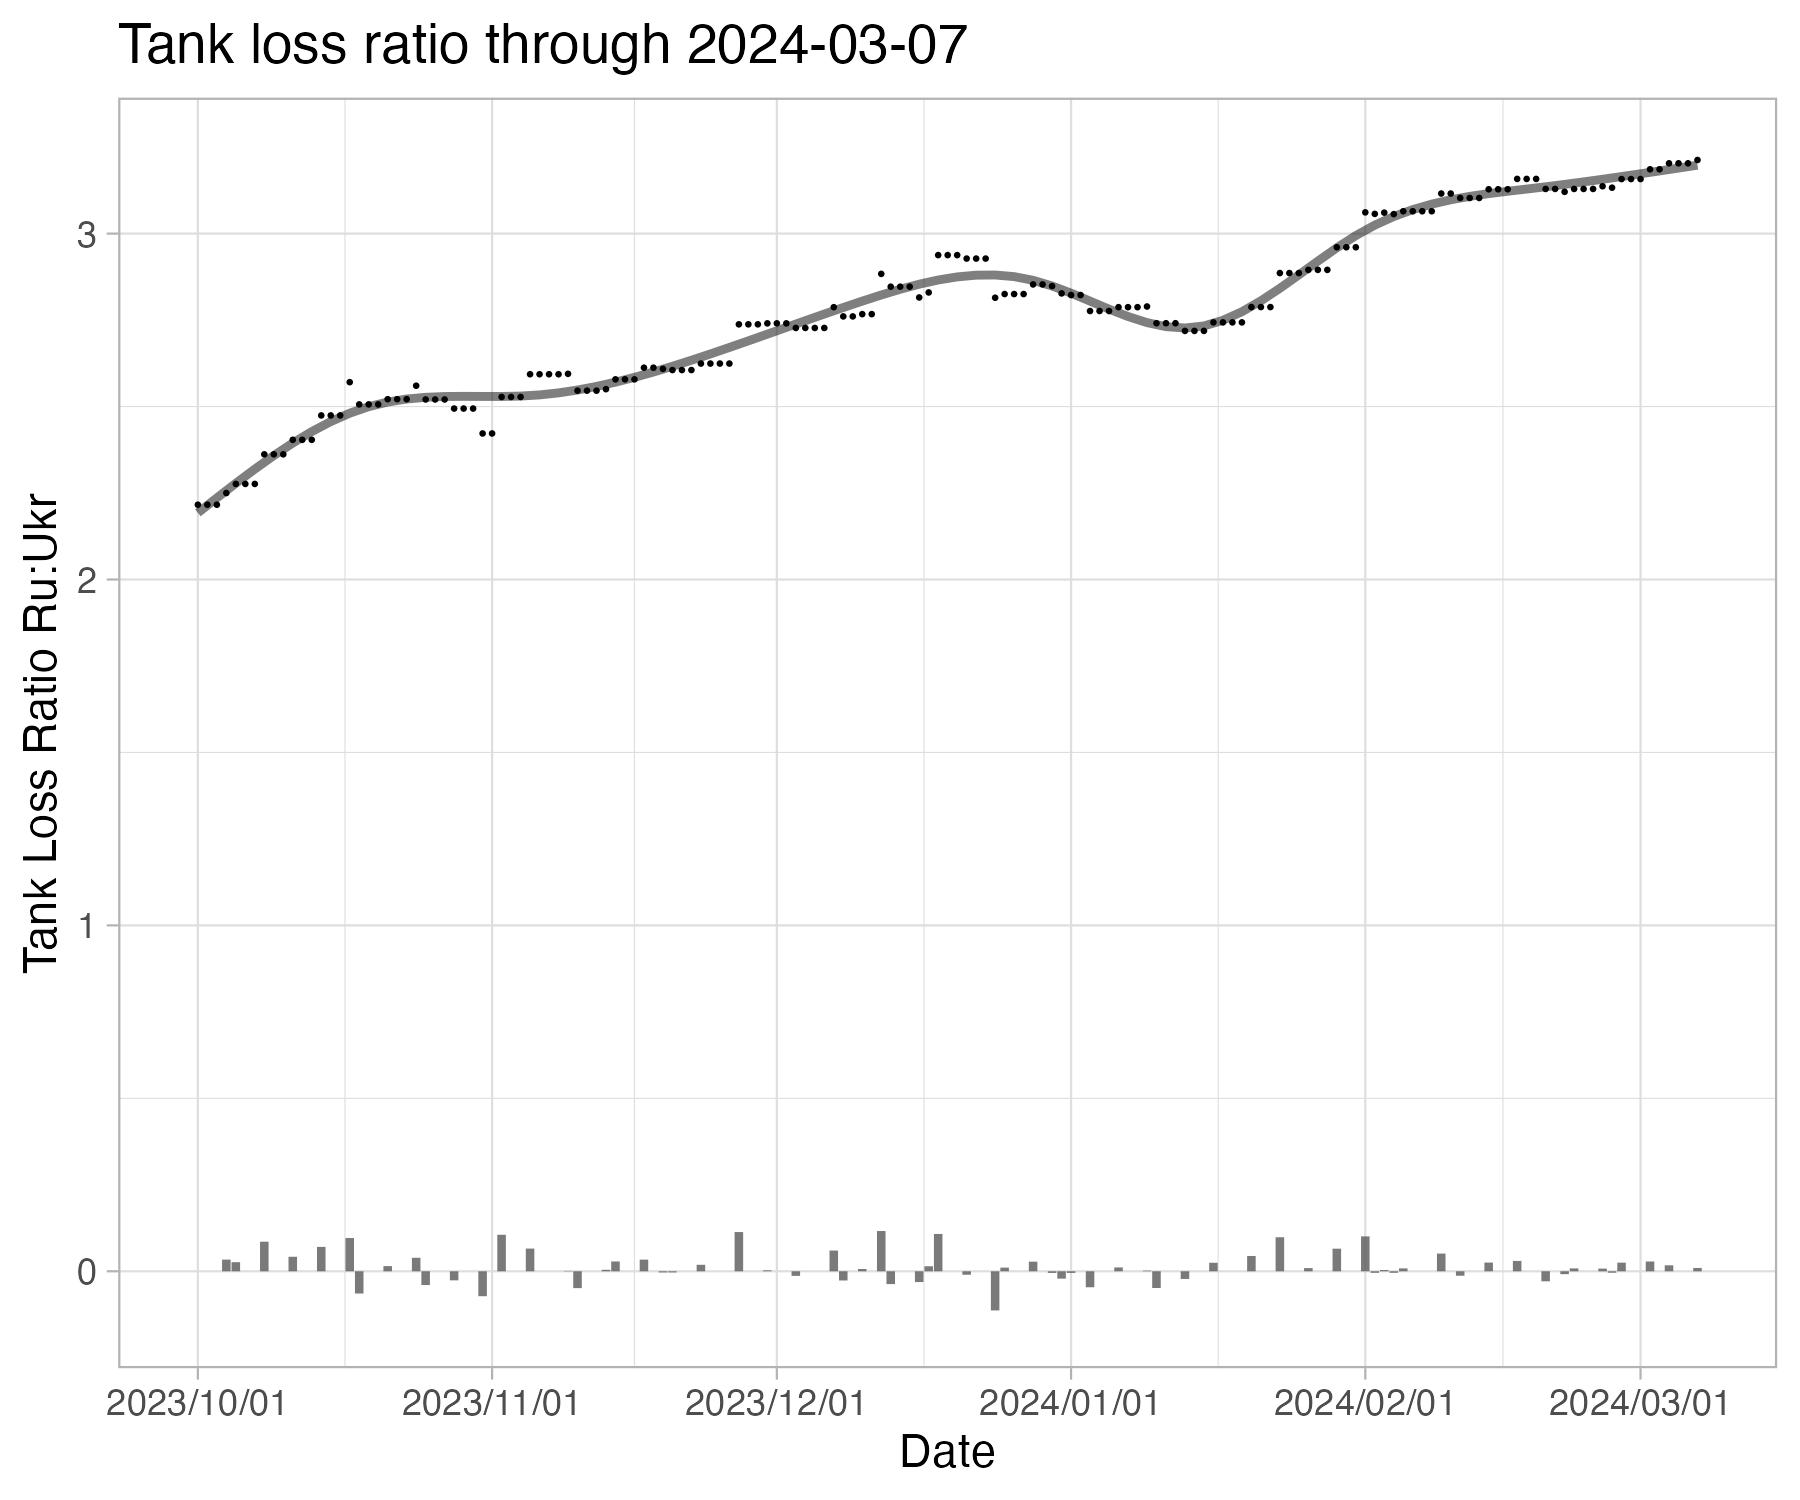 Tank loss ratio through 2024-03-07
Tank Loss Ratio Ru:Ukr
3
2
1
0
2023/10/01 2023/11/01 2023/12/01 2024/01/01 2024/02/01 2024/03/01
Date